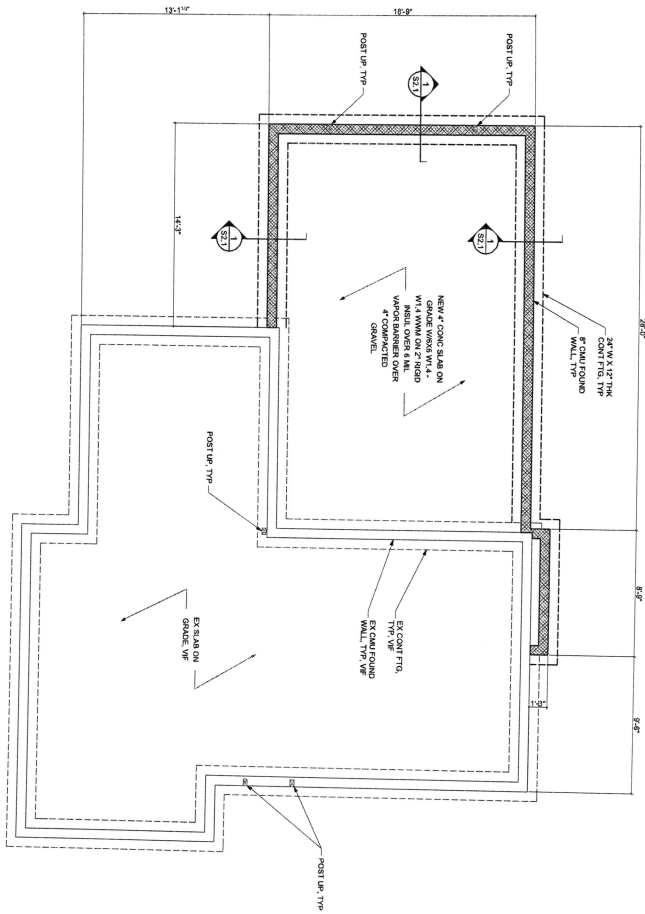 13'-1 1/2"
18'-9"
POST UP, TYP
POST UP, TYP
1
S2.1
14'-3"
1
S2.1
1
S2.1
28'-0"
NEW 4" CONC SLAB ON
GRADE W/6X6 W1.4 -
W1.4 WWM ON 2" RIGID
INSUL OVER 6 MIL
VAPOR BARRIER OVER
4" COMPACTED
GRAVEL
24" W X 12" THK
CONT FTG, TYP
8" CMU FOUND
WALL, TYP
POST UP, TYP
8'-9"
EX SLAB ON
GRADE, VIF
EX CONT FTG,
TYP, VIF
EX CMU FOUND
WALL, TYP, VIF
1'-3"
9'-6"
POST UP, TYP